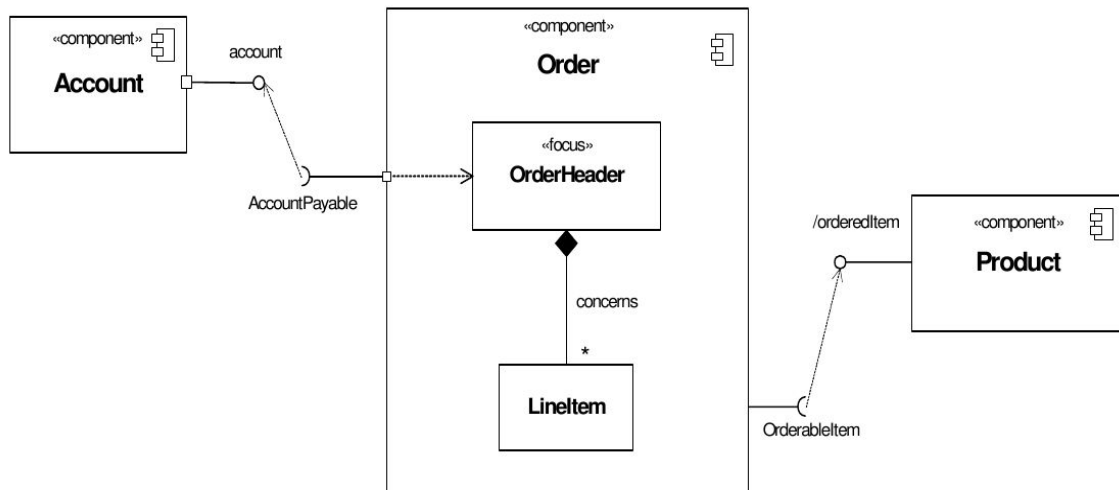 «component»
Account
account
AccountPayable
«component»
Order
«focus»
OrderHeader
concerns
*
LineItem
OrderableItem
/orderedItem
«component»
Product